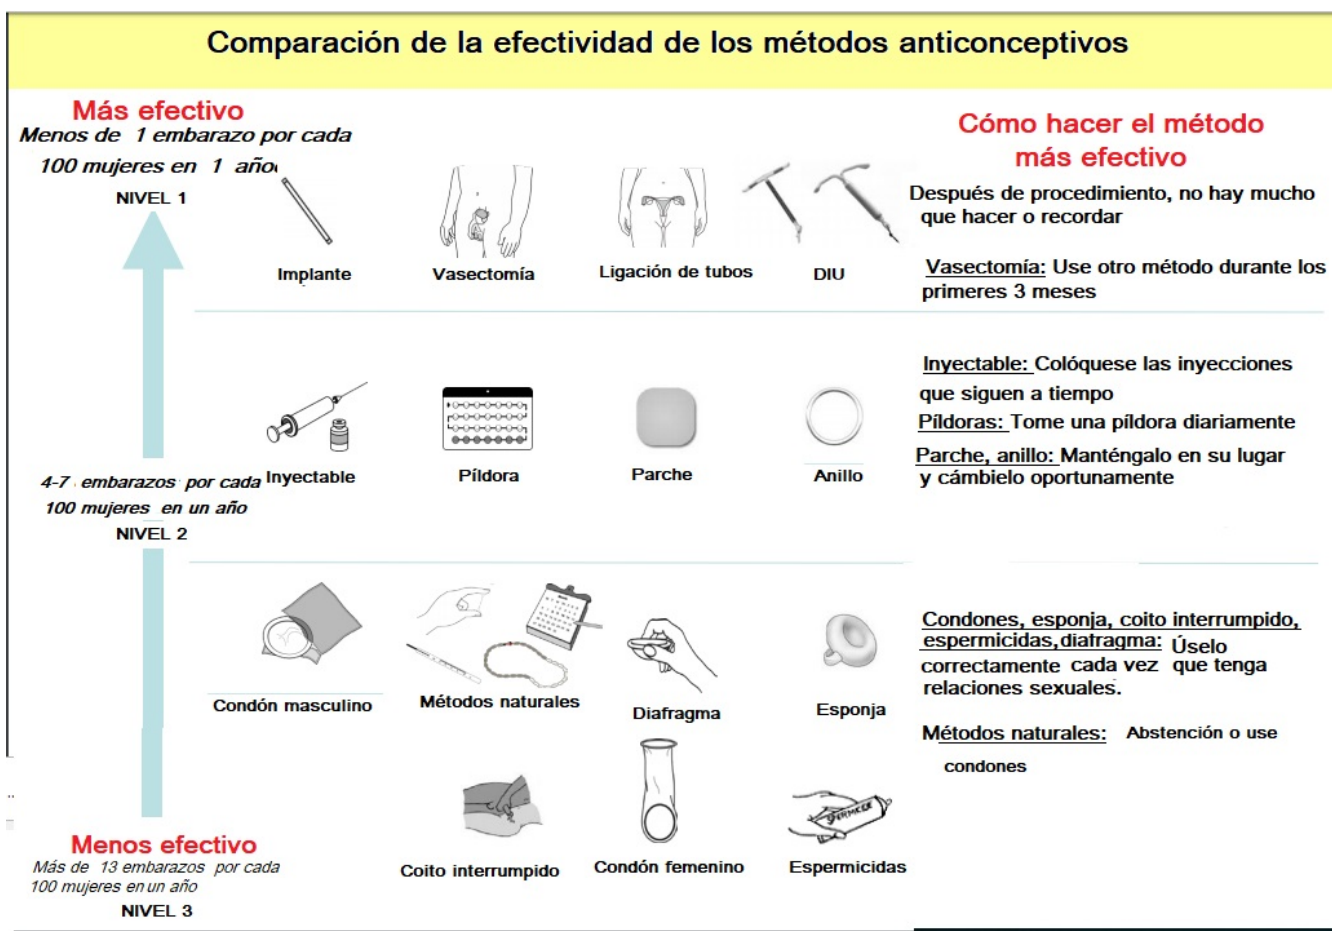 Comparación de la efectividad de los métodos anticonceptivos
Más efectivo
Menos de 1 embarazo por cada
100 mujeres en 1 año
NIVEL 1
Implante
Vasectomía
Ligación de tubos
DIU
Cómo hacer el método
más efectivo
Después de procedimiento, no hay mucho
que hacer o recordar
Vasectomía: Use otro método durante los
primeres 3 meses
4-7 embarazos por cada
100 mujeres en un año
NIVEL 2
Inyectable
Píldora
Parche
Anillo
Inyectable: Colóquese las inyecciones
que siguen a tiempo
Píldoras: Tome una píldora diariamente
Parche, anillo: Manténgalo en su lugar
y cámbielo oportunamente
Condón masculino
Métodos naturales
Diafragma
Esponja
Coito interrumpido
Condón femenino
SPERMICIDE
Espermicidas
Condones, esponja, coito interrumpido,
espermicidas,diafragma: Úselo
correctamente cada vez que tenga
relaciones sexuales.
Métodos naturales: Abstención o use
condones
Menos efectivo
Más de 13 embarazos por cada
100 mujeres en un año
NIVEL 3